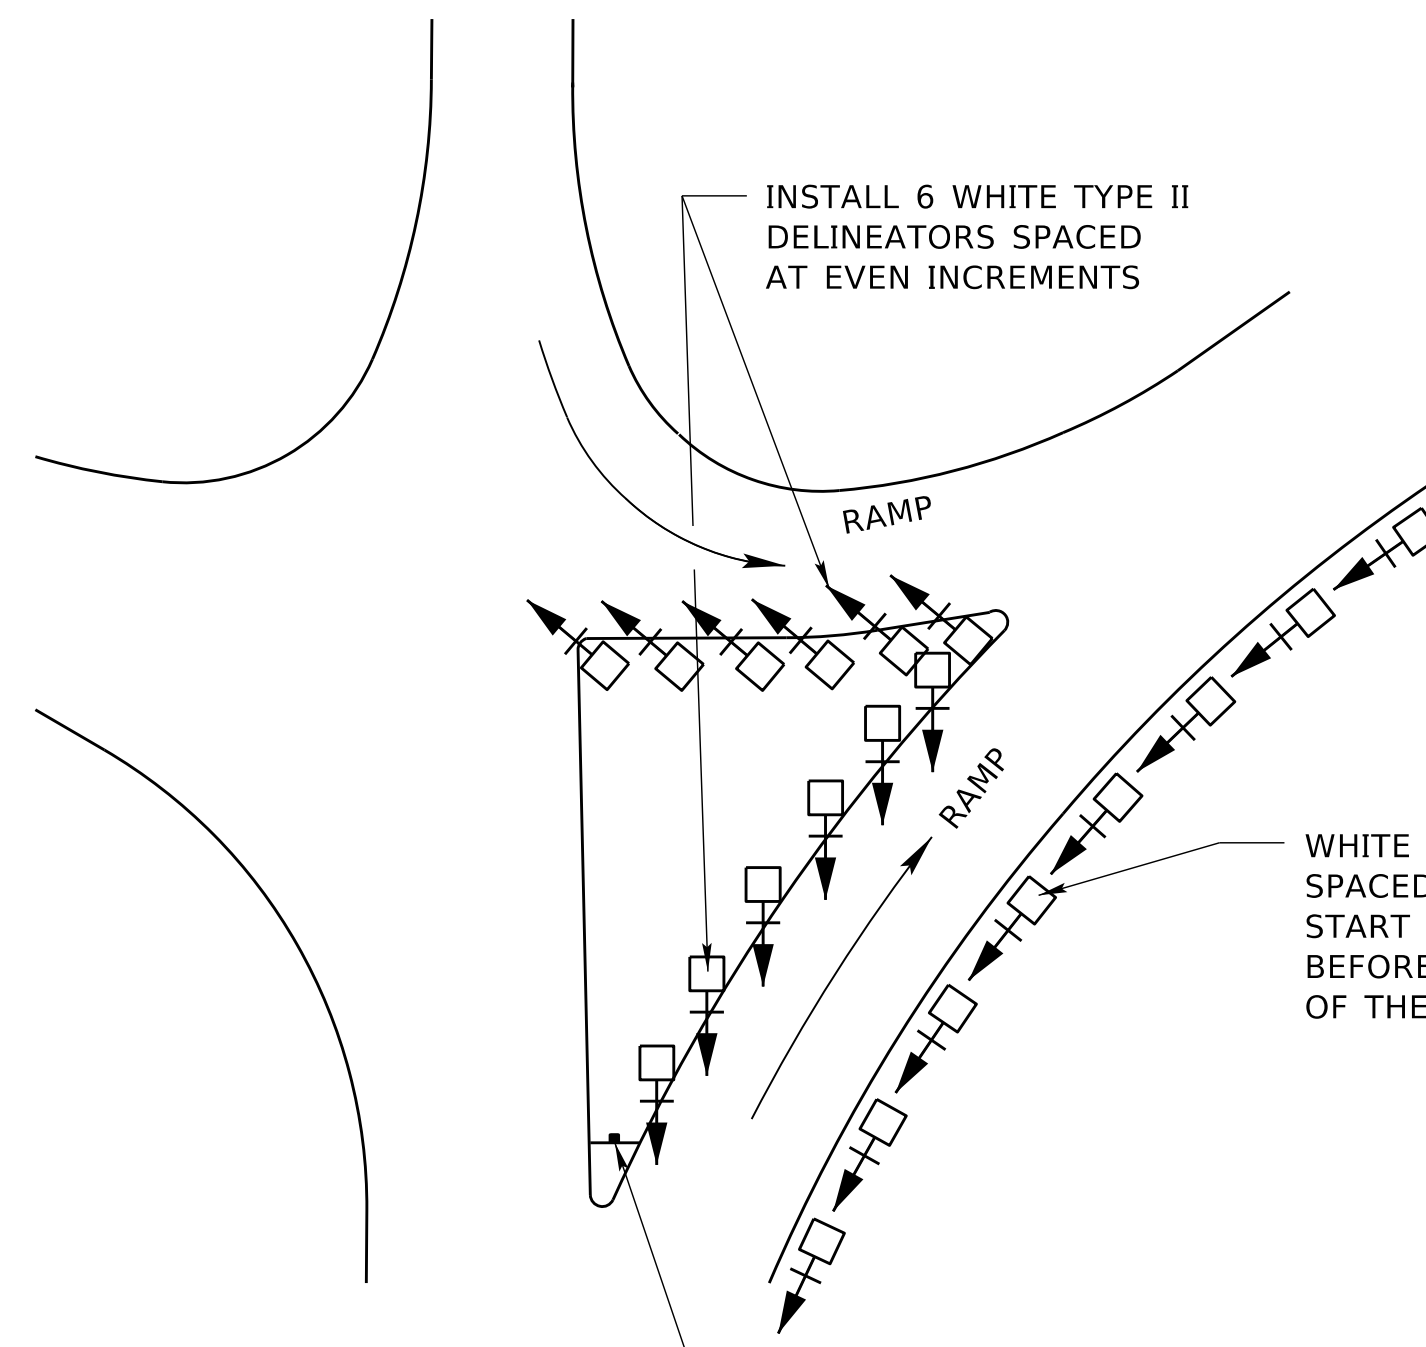 INSTALL 6 WHITE TYPE II
DELINEATORS SPACED
AT EVEN INCREMENTS
RAMP
RAMP
WHITE
SPACED
START
BEFORE
OF THE